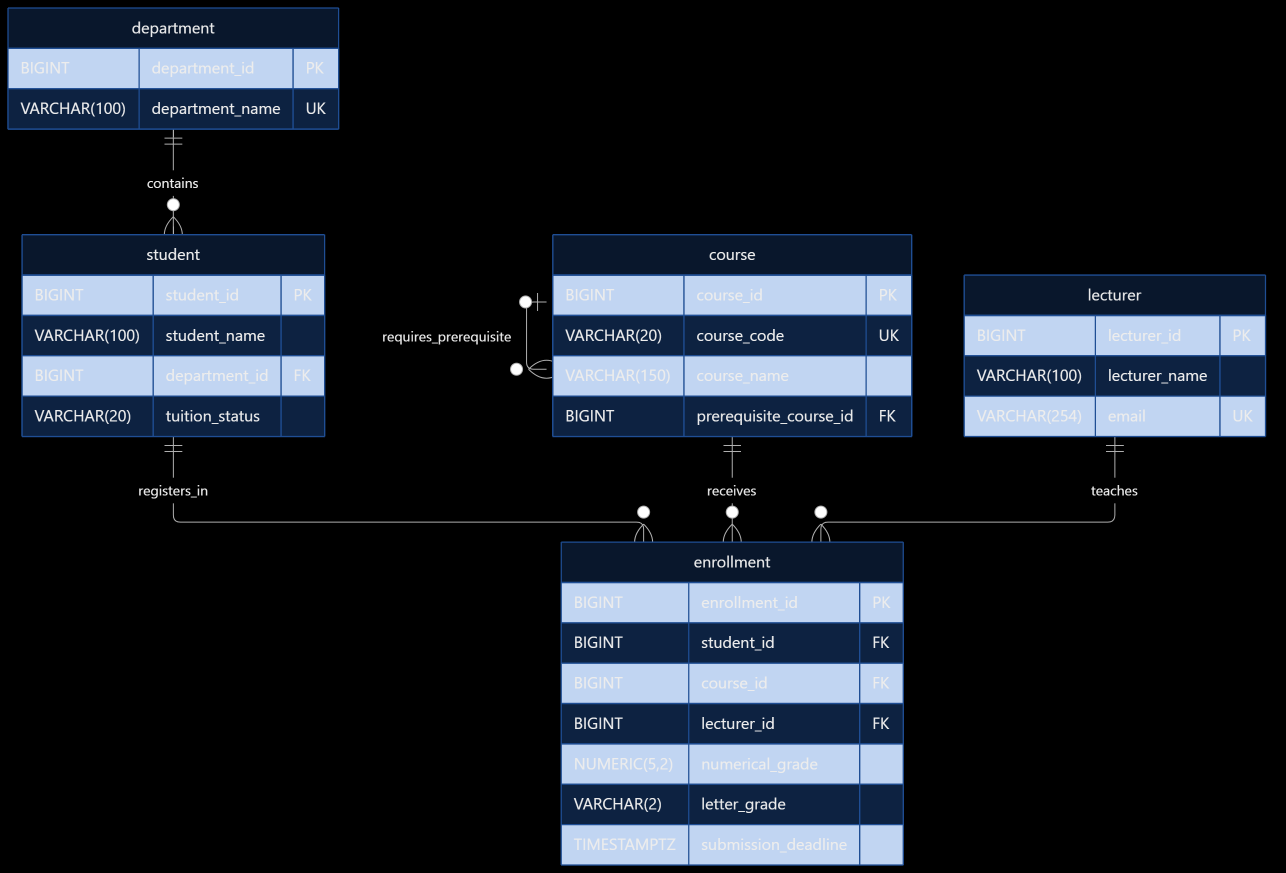 department
BIGINT department_id PK
VARCHAR(100) department_name UK
contains
student
BIGINT student_id PK
VARCHAR(100) student_name
BIGINT department_id FK
VARCHAR(20) tuition_status
requires_prerequisite
course
BIGINT course_id PK
VARCHAR(20) course_code UK
VARCHAR(150) course_name
BIGINT prerequisite_course_id FK
lecturer
BIGINT lecturer_id PK
VARCHAR(100) lecturer_name
VARCHAR(254) email UK
registers_in
receives
teaches
enrollment
BIGINT enrollment_id PK
BIGINT student_id FK
BIGINT course_id FK
BIGINT lecturer_id FK
NUMERIC(5,2) numerical_grade
VARCHAR(2) letter_grade
TIMESTAMPTZ submission_deadline